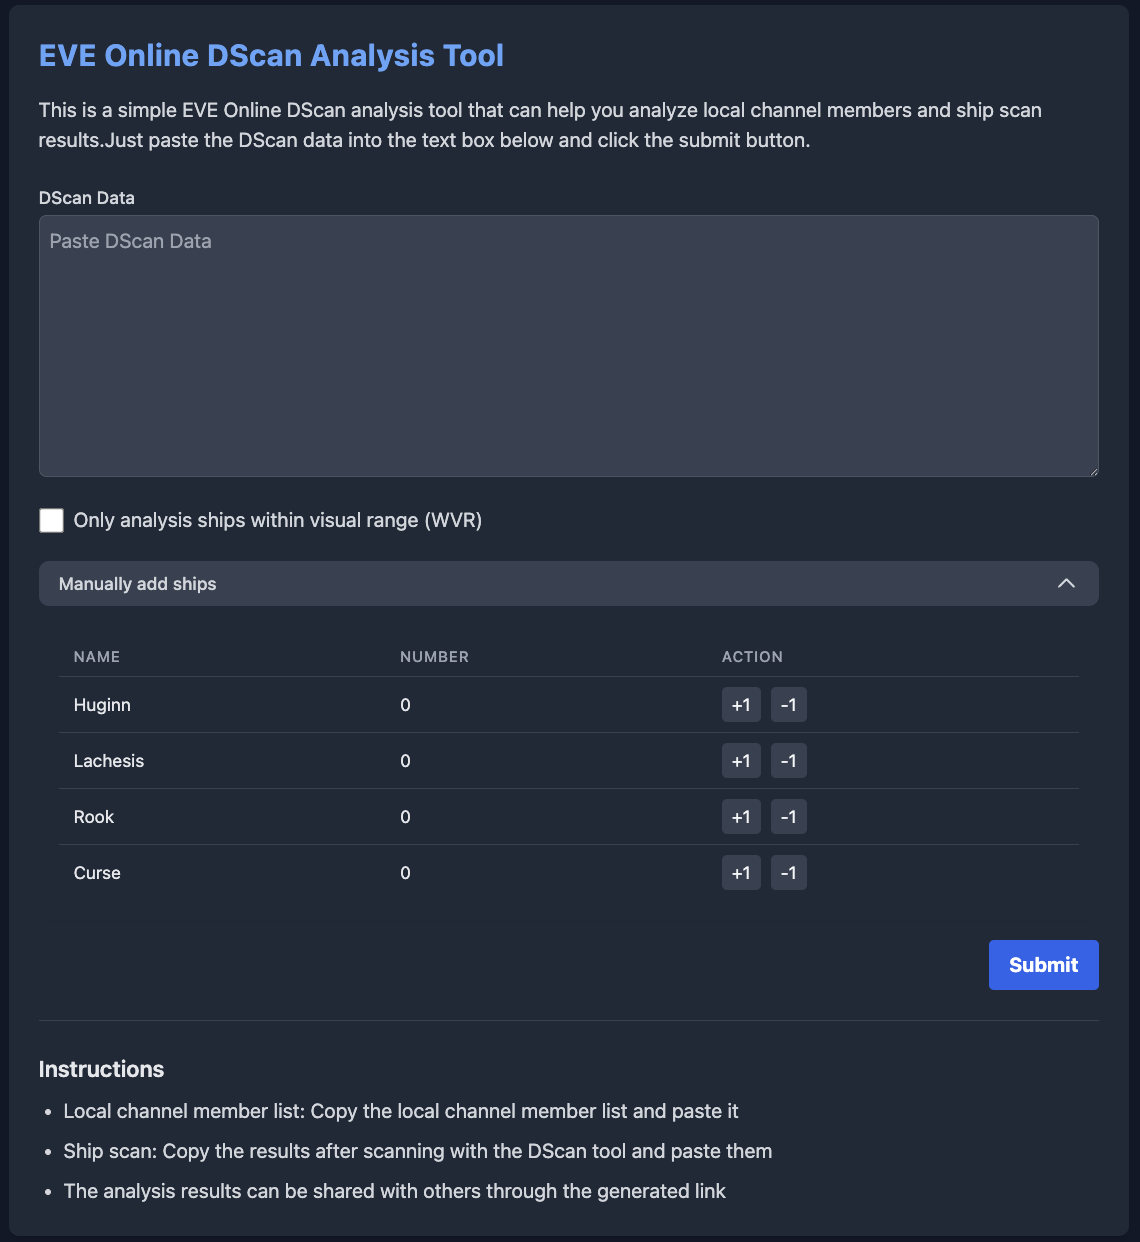 EVE Online DScan Analysis Tool
This is a simple EVE Online DScan analysis tool that can help you analyze local channel members and ship scan
results.Just paste the DScan data into the text box below and click the submit button.
DScan Data
Paste DScan Data
Only analysis ships within visual range (WVR)
Manually add ships
NAME NUMBER ACTION
Huginn 0 +1 -1
Lachesis 0 +1 -1
Rook 0 +1 -1
Curse 0 +1 -1
Submit
Instructions
• Local channel member list: Copy the local channel member list and paste it
• Ship scan: Copy the results after scanning with the DScan tool and paste them
• The analysis results can be shared with others through the generated link